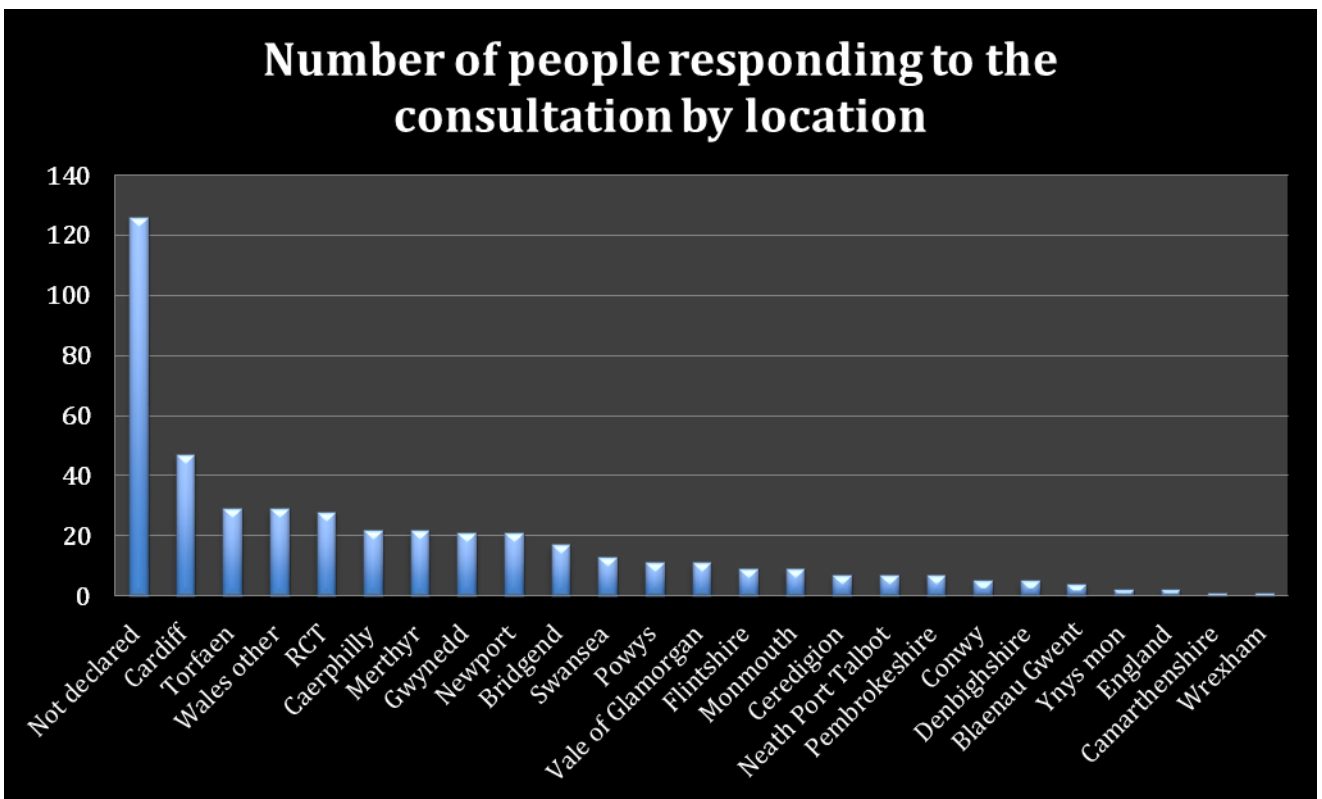 Number of people responding to the
consultation by location
140
120
100
80
60
40
20
0
Not declared
Cardiff
Torfaen
Wales other
RCT
Caerphilly
Merthyr
Gwynedd
Newport
Bridgend
Swansea
Powys
Vale of Glamorgan
Flintshire
Monmouth
Ceredigion
Neath Port Talbot
Pembrokeshire
Conwy
Denbighshire
Blaenau Gwent
Ynys mon
England
Camarthenshire
Wrexham